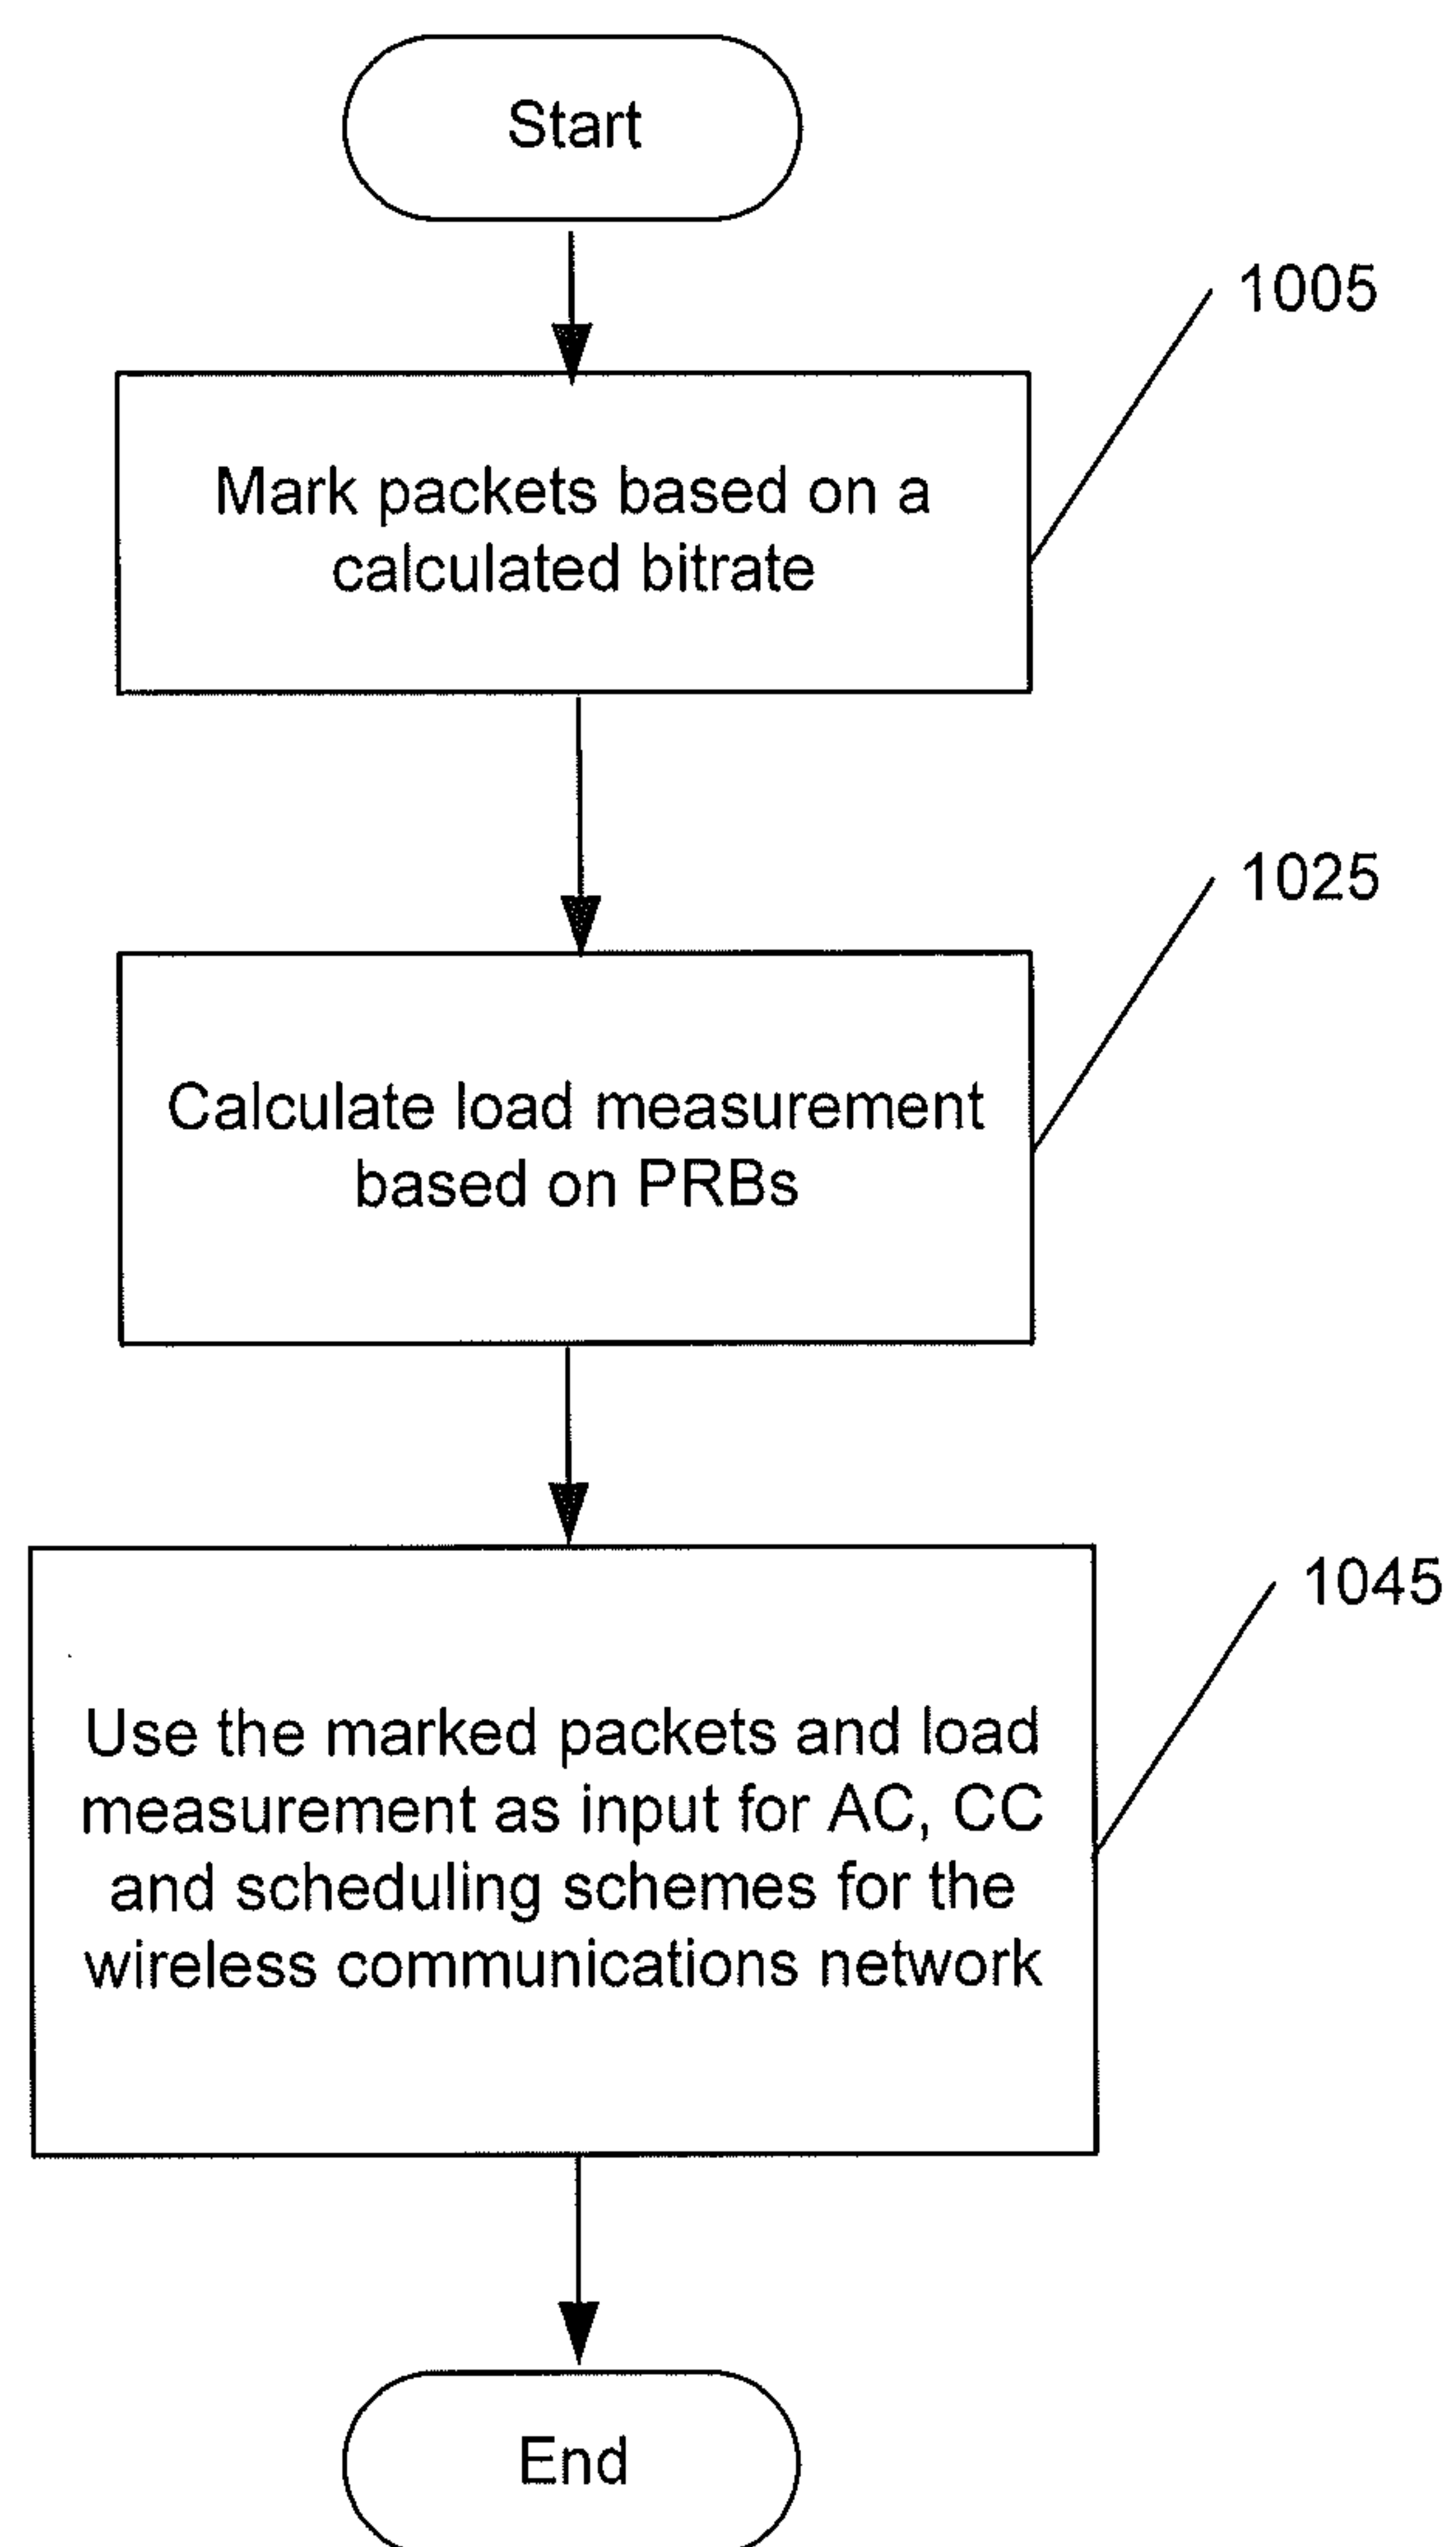 Start
1005
Mark packets based on a
calculated bitrate
1025
Calculate load measurement
based on PRBs
1045
Use the marked packets and load
measurement as input for AC, CC
and scheduling schemes for the
wireless communications network
End